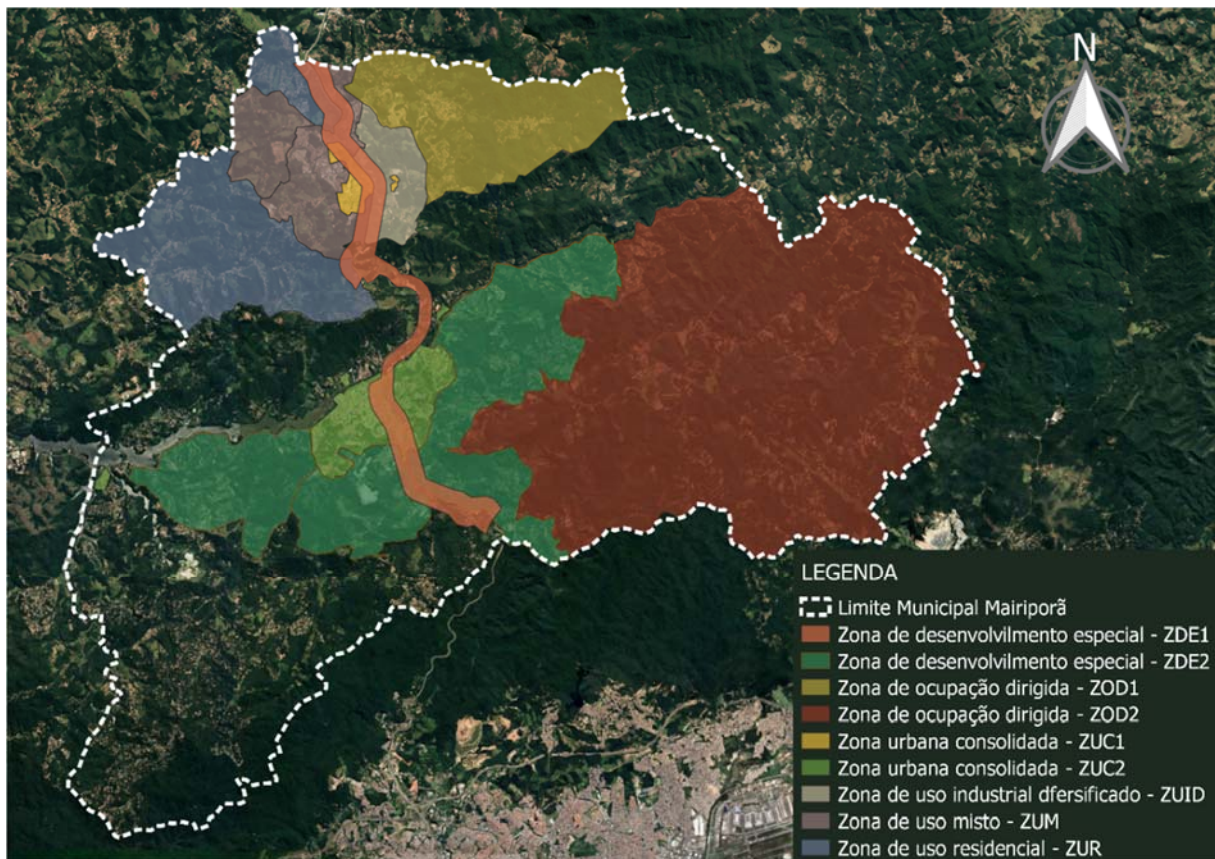 N
LEGENDA
Limite Municipal Mairiporã
Zona de desenvolvilmento especial - ZDE1
Zona de desenvolvilmento especial - ZDE2
Zona de ocupação dirigida - ZOD1
Zona de ocupação dirigida - ZOD2
Zona urbana consolidada - ZUC1
Zona urbana consolidada - ZUC2
Zona de uso industrial dfersificado - ZUID
Zona de uso misto - ZUM
Zona de uso residencial - ZUR